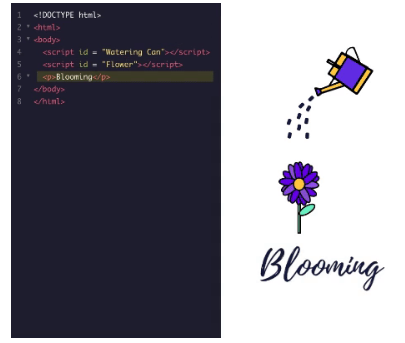 1 <!DOCTYPE html>
2 ▾ <html>
3 ▾ <body>
4 <script id = "Watering Can"></script>
5 <script id = "Flower"></script>
6 ▾ <p>Blooming</p>
7 </body>
8 </html>
Blooming